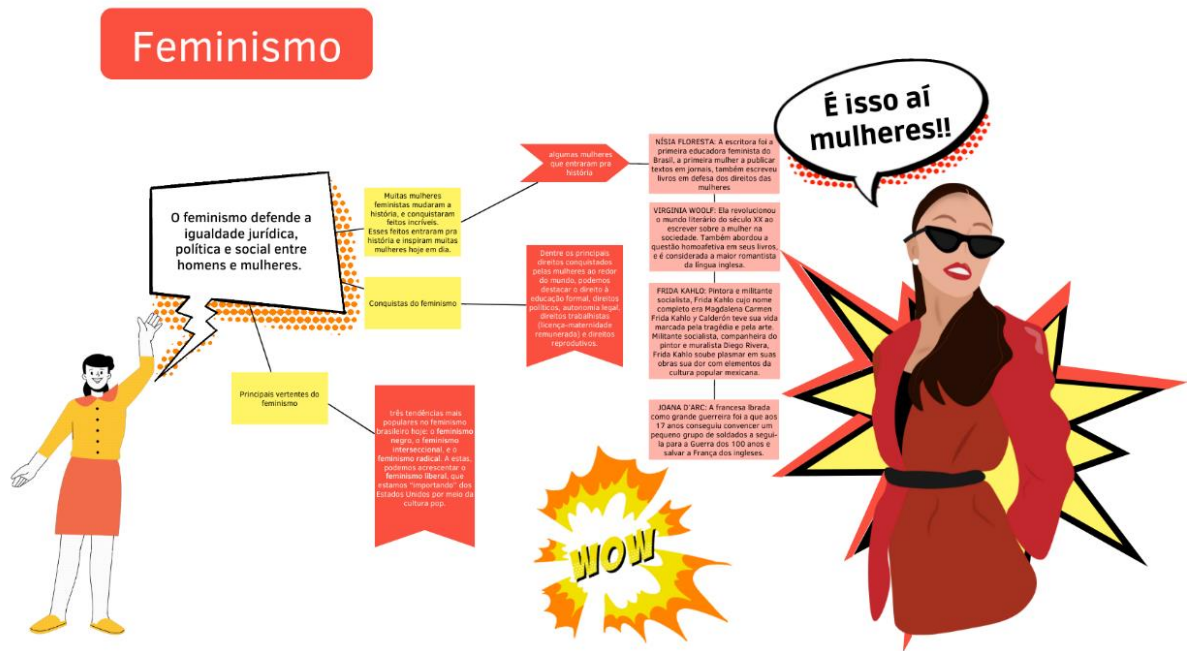 Feminismo
O feminismo defende a
igualdade jurídica,
política e social entre
homens e mulheres.
Muitas mulheres
feministas mudaram a
história, e conquistaram
feitos incríveis.
Esses feitos entraram pra
história e inspiram muitas
mulheres hoje em dia.
algumas mulheres
que entraram pra
história
NÍSIA FLORESTA: A escritora foi a
primeira educadora feminista do
Brasil, a primeira mulher a publicar
textos em jornais, também escreveu
livros em defesa dos direitos das
mulheres
VIRGINIA WOOLF: Ela revolucionou
o mundo literário do século XX ao
escrever sobre a mulher na
sociedade. Também abordou a
questão homoafetiva em seus livros,
e é considerada a maior romantista
da língua inglesa.
FRIDA KAHLO: Pintora e militante
socialista, Frida Kahlo cujo nome
completo era Magdalena Carmen
Frida Kahlo y Calderón teve sua vida
marcada pela tragédia e pela arte.
Militante socialista, companheira do
pintor e muralista Diego Rivera,
Frida Kahlo soube plasmar em suas
obras sua dor com elementos da
cultura popular mexicana.
JOANA D'ARC: A francesa lbrada
como grande guerreira foi a que aos
17 anos conseguiu convencer um
pequeno grupo de soldados a segui-
la para a Guerra dos 100 anos e
salvar a França dos ingleses.
Conquistas do feminismo
Dentre os principais
direitos conquistados
pelas mulheres ao redor
do mundo, podemos
destacar o direito à
educação formal, direitos
políticos, autonomia legal,
direitos trabalhistas
(licença-maternidade
remunerada) e direitos
reprodutivos.
Principais vertentes do
feminismo
três tendências mais
populares no feminismo
brasileiro hoje: o feminismo
negro, o feminismo
interseccional, e o
feminismo radical. A estas,
podemos acrescentar o
feminismo liberal, que
estamos "importando" dos
Estados Unidos por meio da
cultura pop.
É isso aí
mulheres!!
WOW